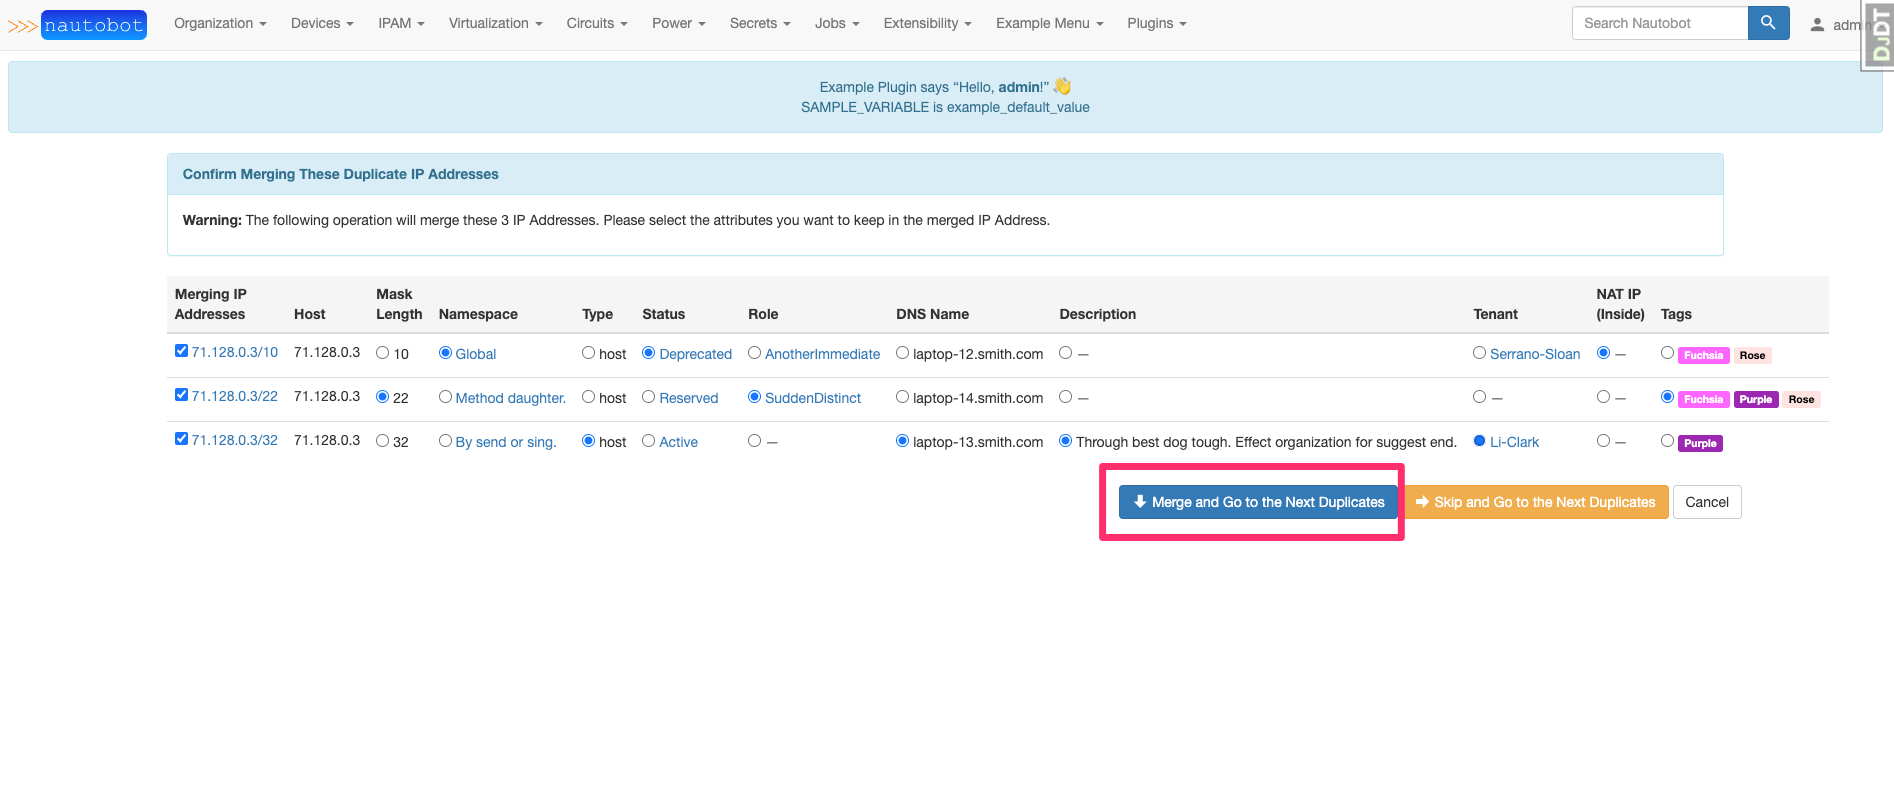 >>> nautobot Organization Devices IPAM Virtualization Circuits Power Secrets Jobs Extensibility Example Menu Plugins Search Nautobot admin DJDT
Example Plugin says “Hello, admin!” 👋
SAMPLE_VARIABLE is example_default_value
Confirm Merging These Duplicate IP Addresses
Warning: The following operation will merge these 3 IP Addresses. Please select the attributes you want to keep in the merged IP Address.
Merging IP Addresses Host Mask Length Namespace Type Status Role DNS Name Description Tenant NAT IP (Inside) Tags
71.128.0.3/10 71.128.0.3 10 Global host Deprecated AnotherImmediate laptop-12.smith.com — Serrano-Sloan — Fuchsia Rose
71.128.0.3/22 71.128.0.3 22 Method daughter. host Reserved SuddenDistinct laptop-14.smith.com — — — Fuchsia Purple Rose
71.128.0.3/32 71.128.0.3 32 By send or sing. host Active — laptop-13.smith.com Through best dog tough. Effect organization for suggest end. Li-Clark — Purple
Merge and Go to the Next Duplicates Skip and Go to the Next Duplicates Cancel